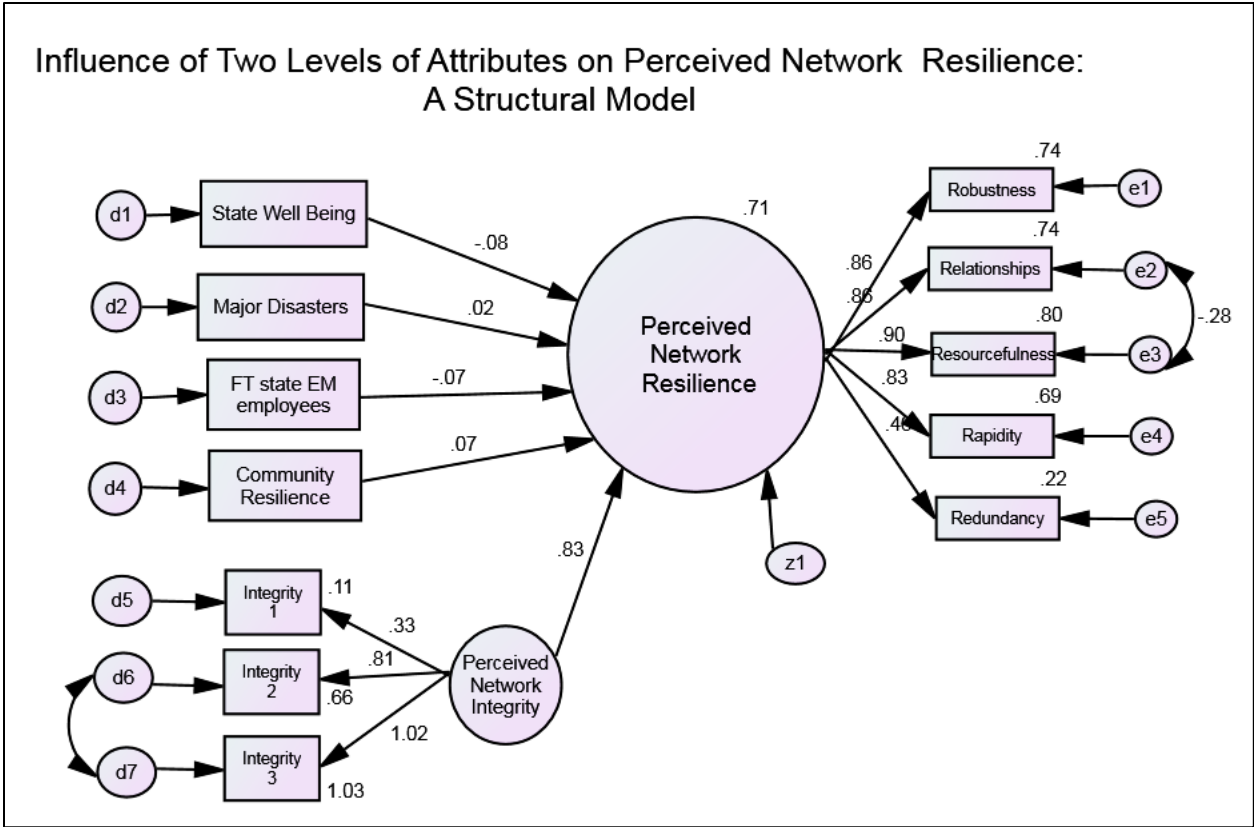 Influence of Two Levels of Attributes on Perceived Network Resilience:
A Structural Model
d1
State Well Being
-.08
d2
Major Disasters
.02
d3
FT state EM
employees
-.07
d4
Community
Resilience
.07
d5
Integrity
1
.11
.33
d6
Integrity
2
.81
.66
d7
Integrity
3
1.02
1.03
Perceived
Network
Integrity
.83
Perceived
Network
Resilience
.71
z1
.86
.86
.90
.83
.46
.74
Robustness
e1
.74
Relationships
e2
.80
Resourcefulness
e3
-.28
.69
Rapidity
e4
.22
Redundancy
e5